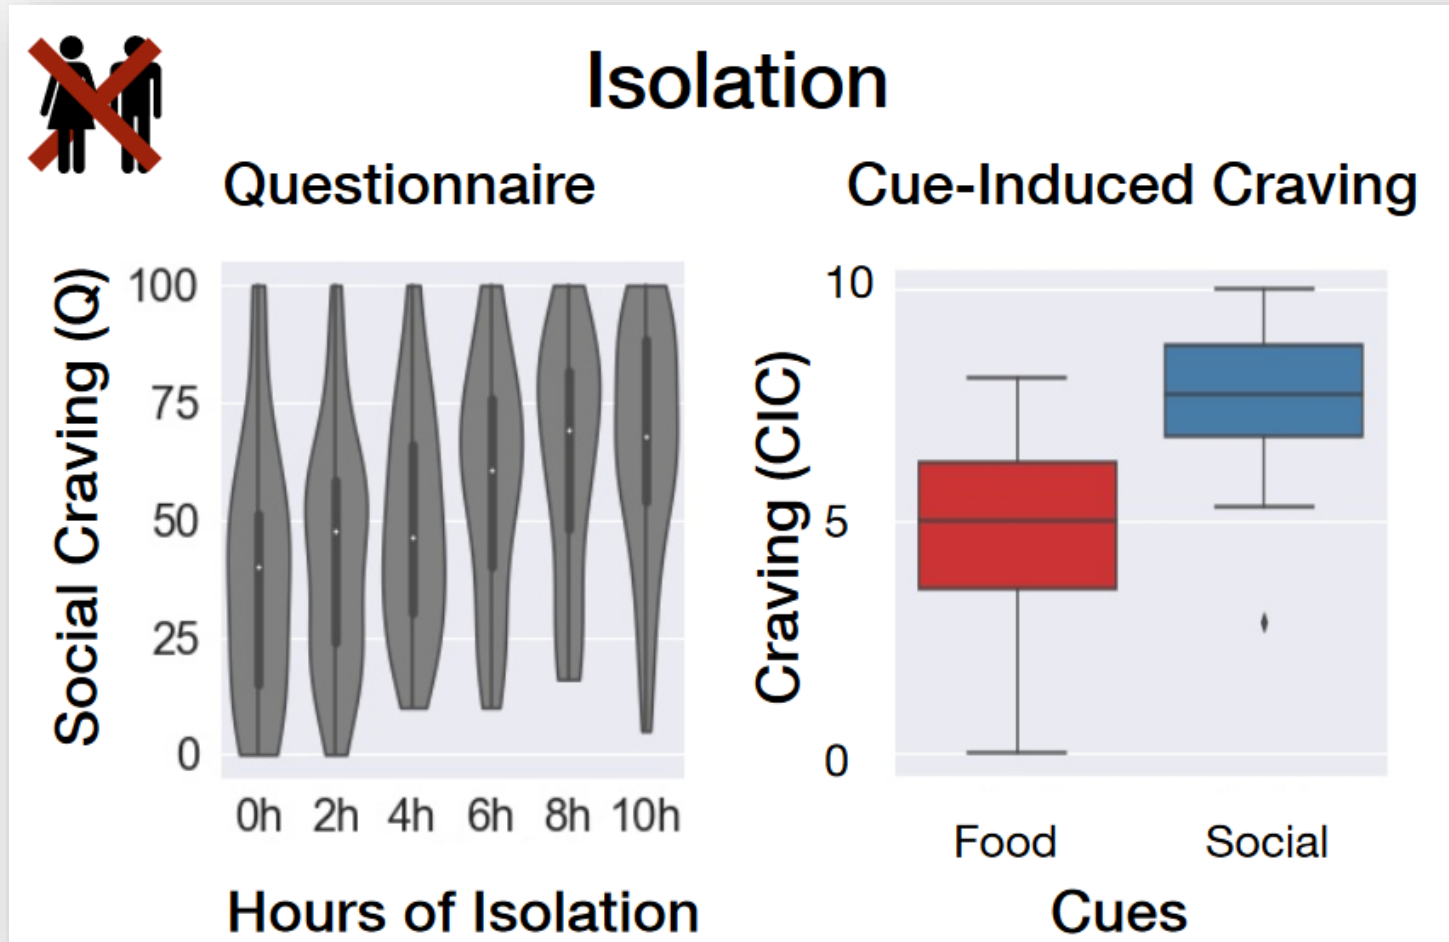 Isolation
Questionnaire
Social Craving (Q)
100
75
50
25
0
0h 2h 4h 6h 8h 10h
Hours of Isolation
Cue-Induced Craving
Craving (CIC)
10
5
0
Food Social
Cues